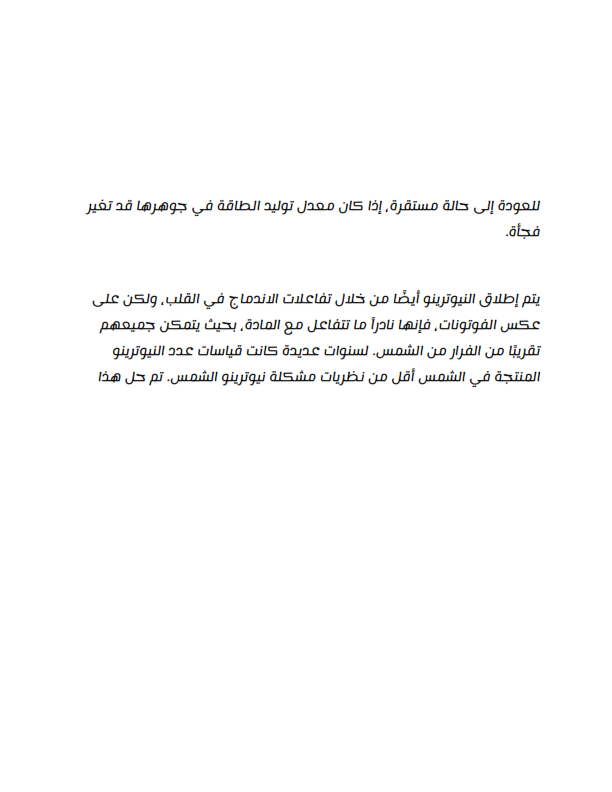 للعودة إلى حالة مستقرة، إذا كان معدل توليد الطاقة في جوهرها قد تغير
فجأة.
يتم إطلاق النيوترينو أيضًا من خلال تفاعلات الاندماج في القلب، ولكن على
عكس الفوتونات، فإنها نادراً ما تتفاعل مع المادة، بحيث يتمكن جميعهم
تقريبًا من الفرار من الشمس. لسنوات عديدة كانت قياسات عدد النيوترينو
المنتجة في الشمس أقل من نظريات مشكلة نيوترينو الشمس. تم حل هذا